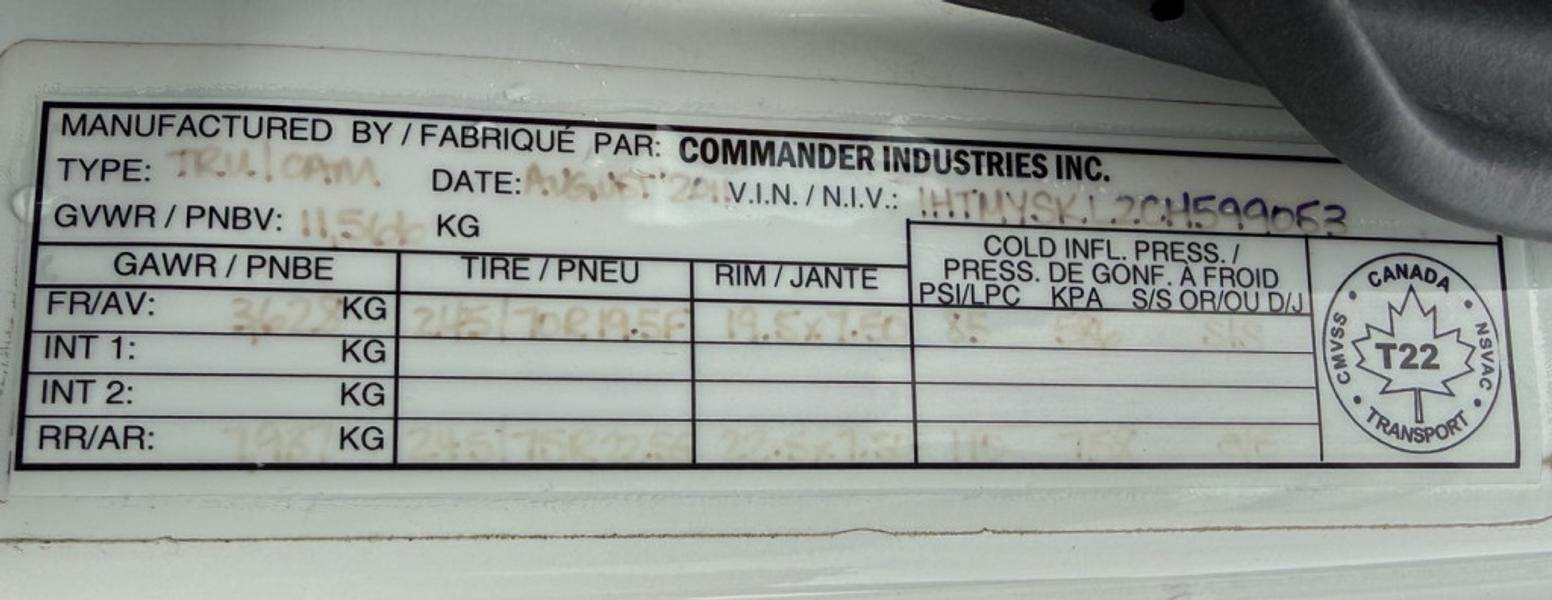 MANUFACTURED BY / FABRIQUÉ PAR: COMMANDER INDUSTRIES INC.
TYPE: TRU/CAM DATE: AUGUST V.I.N. / N.I.V.: 1HTMYSKL2CH599053
GVWR / PNBV: 11,566 KG
GAWR / PNBE TIRE / PNEU RIM / JANTE COLD INFL. PRESS. /
PRESS. DE GONF. À FROID
PSI/LPC KPA S/S OR/OU D/J
FR/AV: 3628 KG 245/70R19.5F 19.5x7.50 85 586 S/S
INT 1: KG
INT 2: KG
RR/AR: KG
CANADA
CMVSS
NSVAC
T22
TRANSPORT